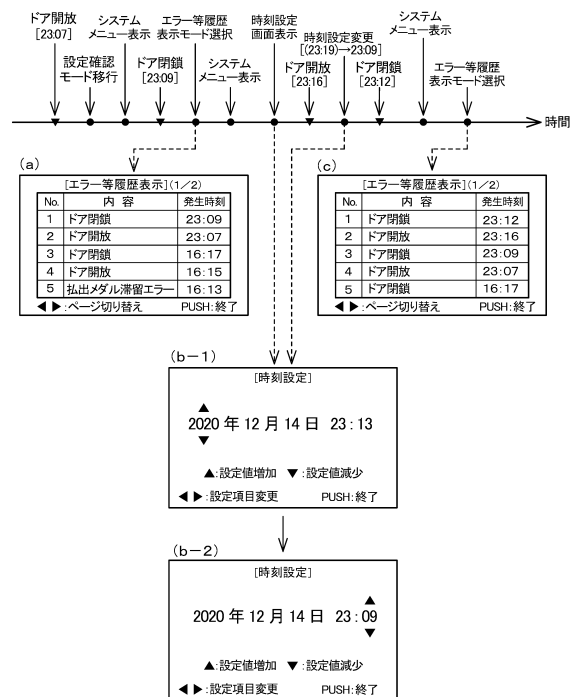 ドア開放
[23:07]
設定確認
モード移行
システム
メニュー表示
ドア閉鎖
[23:09]
エラー等履歴
表示モード選択
システム
メニュー表示
時刻設定
画面表示
ドア開放
[23:16]
時刻設定変更
[(23:19)→23:09]
ドア閉鎖
[23:12]
システム
メニュー表示
エラー等履歴
表示モード選択
時間
(a)
[エラー等履歴表示](1/2)
No. 内 容 発生時刻
1 ドア閉鎖 23:09
2 ドア開放 23:07
3 ドア閉鎖 16:17
4 ドア開放 16:15
5 払出メダル滞留エラー 16:13
◀ ▶:ページ切り替え PUSH:終了
(c)
[エラー等履歴表示](1/2)
No. 内 容 発生時刻
1 ドア閉鎖 23:12
2 ドア開放 23:16
3 ドア閉鎖 23:09
4 ドア開放 23:07
5 ドア閉鎖 16:17
◀ ▶:ページ切り替え PUSH:終了
(b-1)
[時刻設定]
▲
2020 年 12 月 14 日 23:13
▼
▲:設定値増加 ▼:設定値減少
◀ ▶:設定項目変更 PUSH:終了
(b-2)
[時刻設定]
▲
2020 年 12 月 14 日 23:09
▼
▲:設定値増加 ▼:設定値減少
◀ ▶:設定項目変更 PUSH:終了